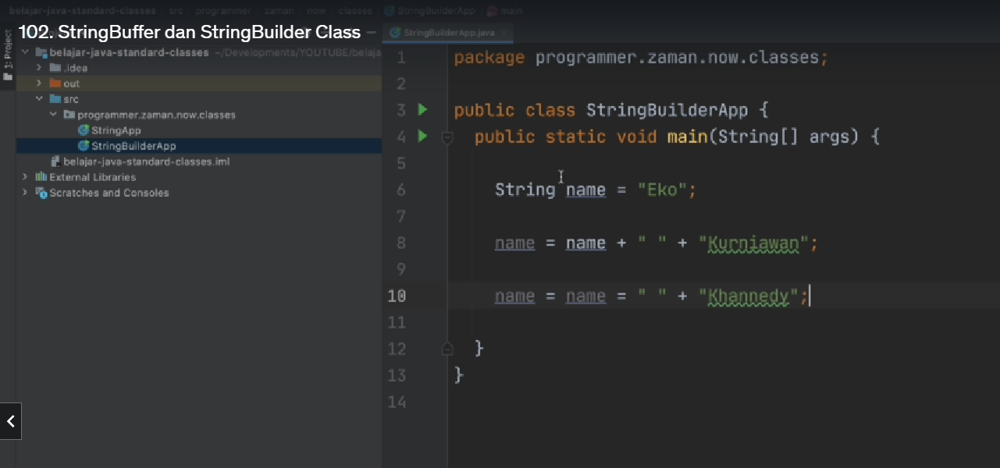 belajar-java-standard-classes src programmer zaman now classes StringBuilderApp main
102. StringBuffer dan StringBuilder Class
StringBuilderApp.java
1: Project
belajar-java-standard-classes ~/Developments/YOUTUBE/belaja
.idea
out
src
programmer.zaman.now.classes
StringApp
StringBuilderApp
belajar-java-standard-classes.iml
External Libraries
Scratches and Consoles
1 package programmer.zaman.now.classes;
2
3 public class StringBuilderApp {
4 public static void main(String[] args) {
5
6 String name = "Eko";
7
8 name = name + " " + "Kurniawan";
9
10 name = name = " " + "Khannedy";
11
12 }
13 }
14